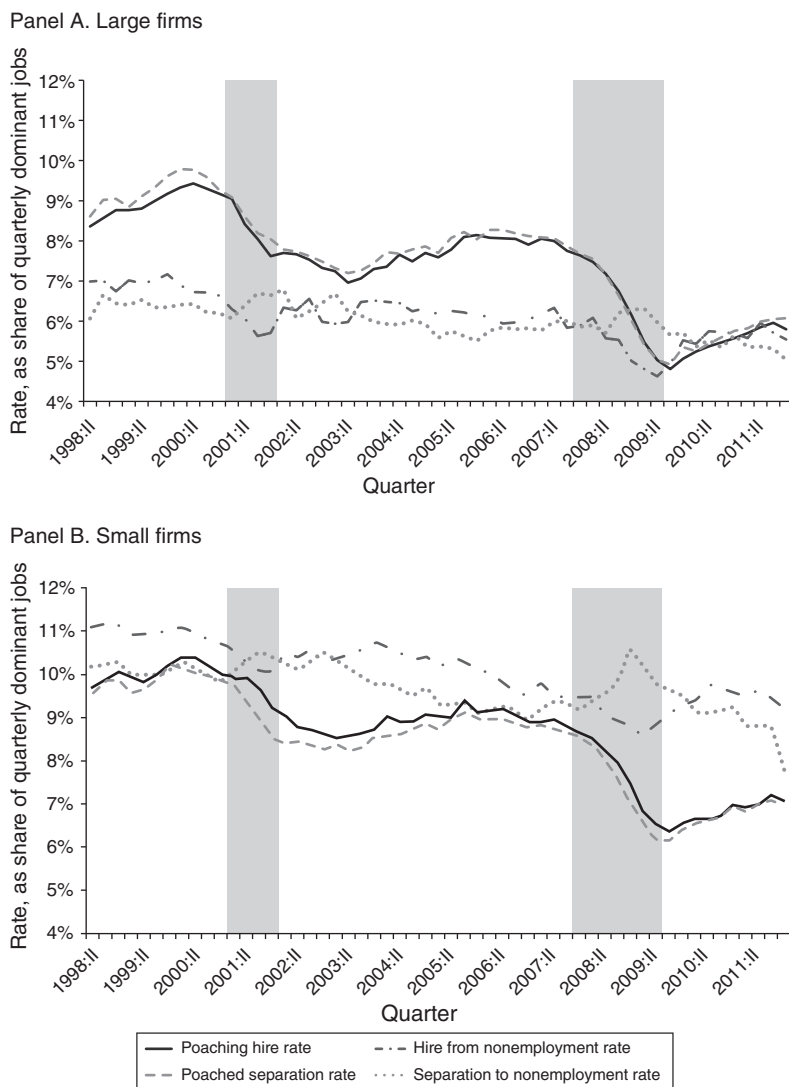 Panel A. Large firms
Rate, as share of quarterly dominant jobs
12%
11%
10%
9%
8%
7%
6%
5%
4%
1998:II
1999:II
2000:II
2001:II
2002:II
2003:II
2004:II
2005:II
2006:II
2007:II
2008:II
2009:II
2010:II
2011:II
Quarter
Panel B. Small firms
Rate, as share of quarterly dominant jobs
12%
11%
10%
9%
8%
7%
6%
5%
4%
1998:II
1999:II
2000:II
2001:II
2002:II
2003:II
2004:II
2005:II
2006:II
2007:II
2008:II
2009:II
2010:II
2011:II
Quarter
Poaching hire rate
Hire from nonemployment rate
Poached separation rate
Separation to nonemployment rate